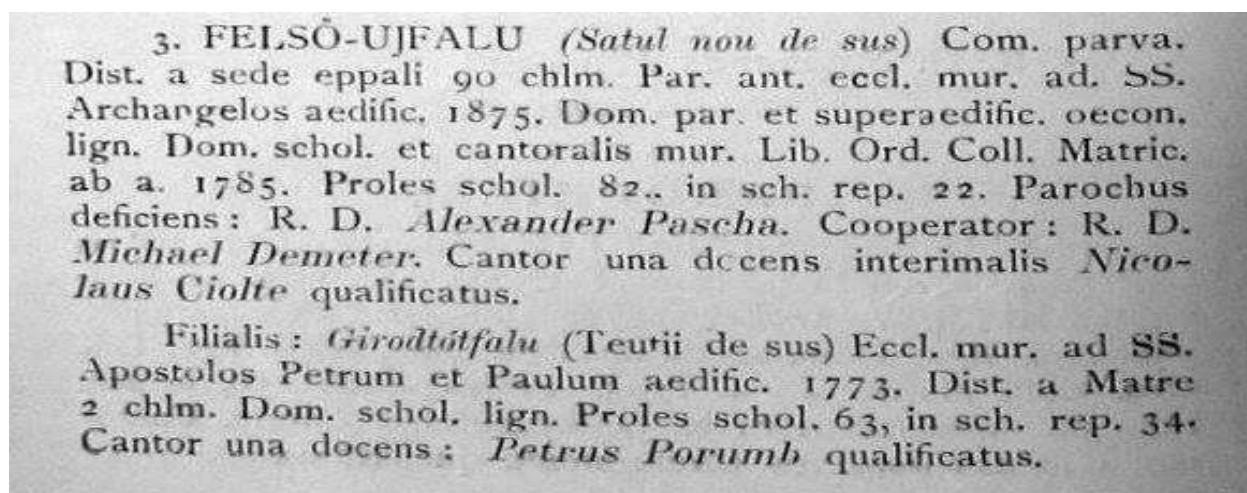 3. FELSŐ-UJFALU (Satul nou de sus) Com. parva.
Dist. a sede eppali 90 chlm. Par. ant. eccl. mur. ad. SS.
Archangelos aedific. 1875. Dom. par. et superaedific. oecon.
lign. Dom. schol. et cantoralis mur. Lib. Ord. Coll. Matric.
ab a. 1785. Proles schol. 82.. in sch. rep. 22. Parochus
deficiens : R. D. Alexander Pascha. Cooperator : R. D.
Michael Demeter. Cantor una docens interimalis Nico-
laus Ciolte qualificatus.
Filialis : Girodtótfalu (Teutii de sus) Eccl. mur. ad SS.
Apostolos Petrum et Paulum aedific. 1773. Dist. a Matre
2 chlm. Dom. schol. lign. Proles schol. 63, in sch. rep. 34.
Cantor una docens : Petrus Porumb qualificatus.